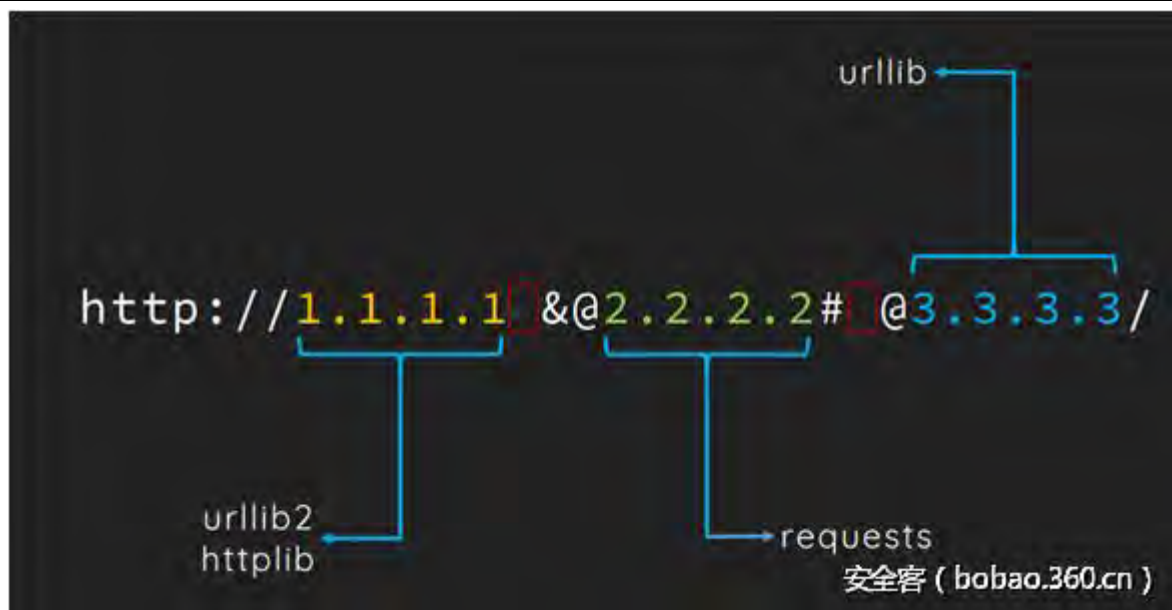 urllib
http://1.1.1.1 &@2.2.2.2# @3.3.3.3/
urllib2
httplib
requests
安全客（bobao.360.cn）